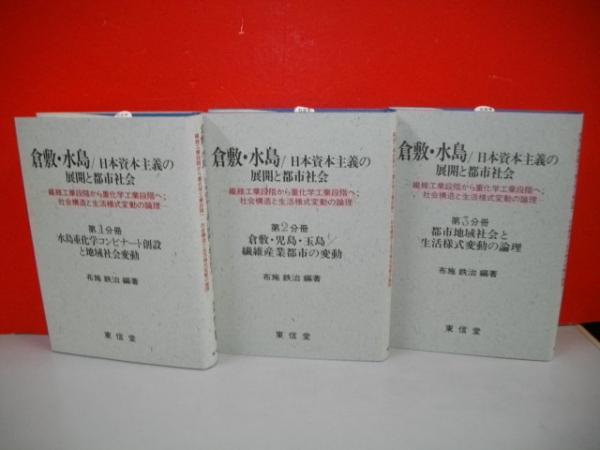 倉敷・水島/日本資本主義の
展開と都市社会
繊維工業段階から重化学工業段階へ;
社会構造と生活様式変動の論理
第1分冊
水島重化学コンビナート創設
と地域社会変動
布施 鉄治 編著
東信堂
倉敷・水島/日本資本主義の
展開と都市社会
繊維工業段階から重化学工業段階へ;
社会構造と生活様式変動の論理
第2分冊
倉敷・児島・玉島/
繊維産業都市の変動
布施 鉄治 編著
東信堂
倉敷・水島/日本資本主義の
展開と都市社会
繊維工業段階から重化学工業段階へ;
社会構造と生活様式変動の論理
第3分冊
都市地域社会と
生活様式変動の論理
布施 鉄治 編著
東信堂